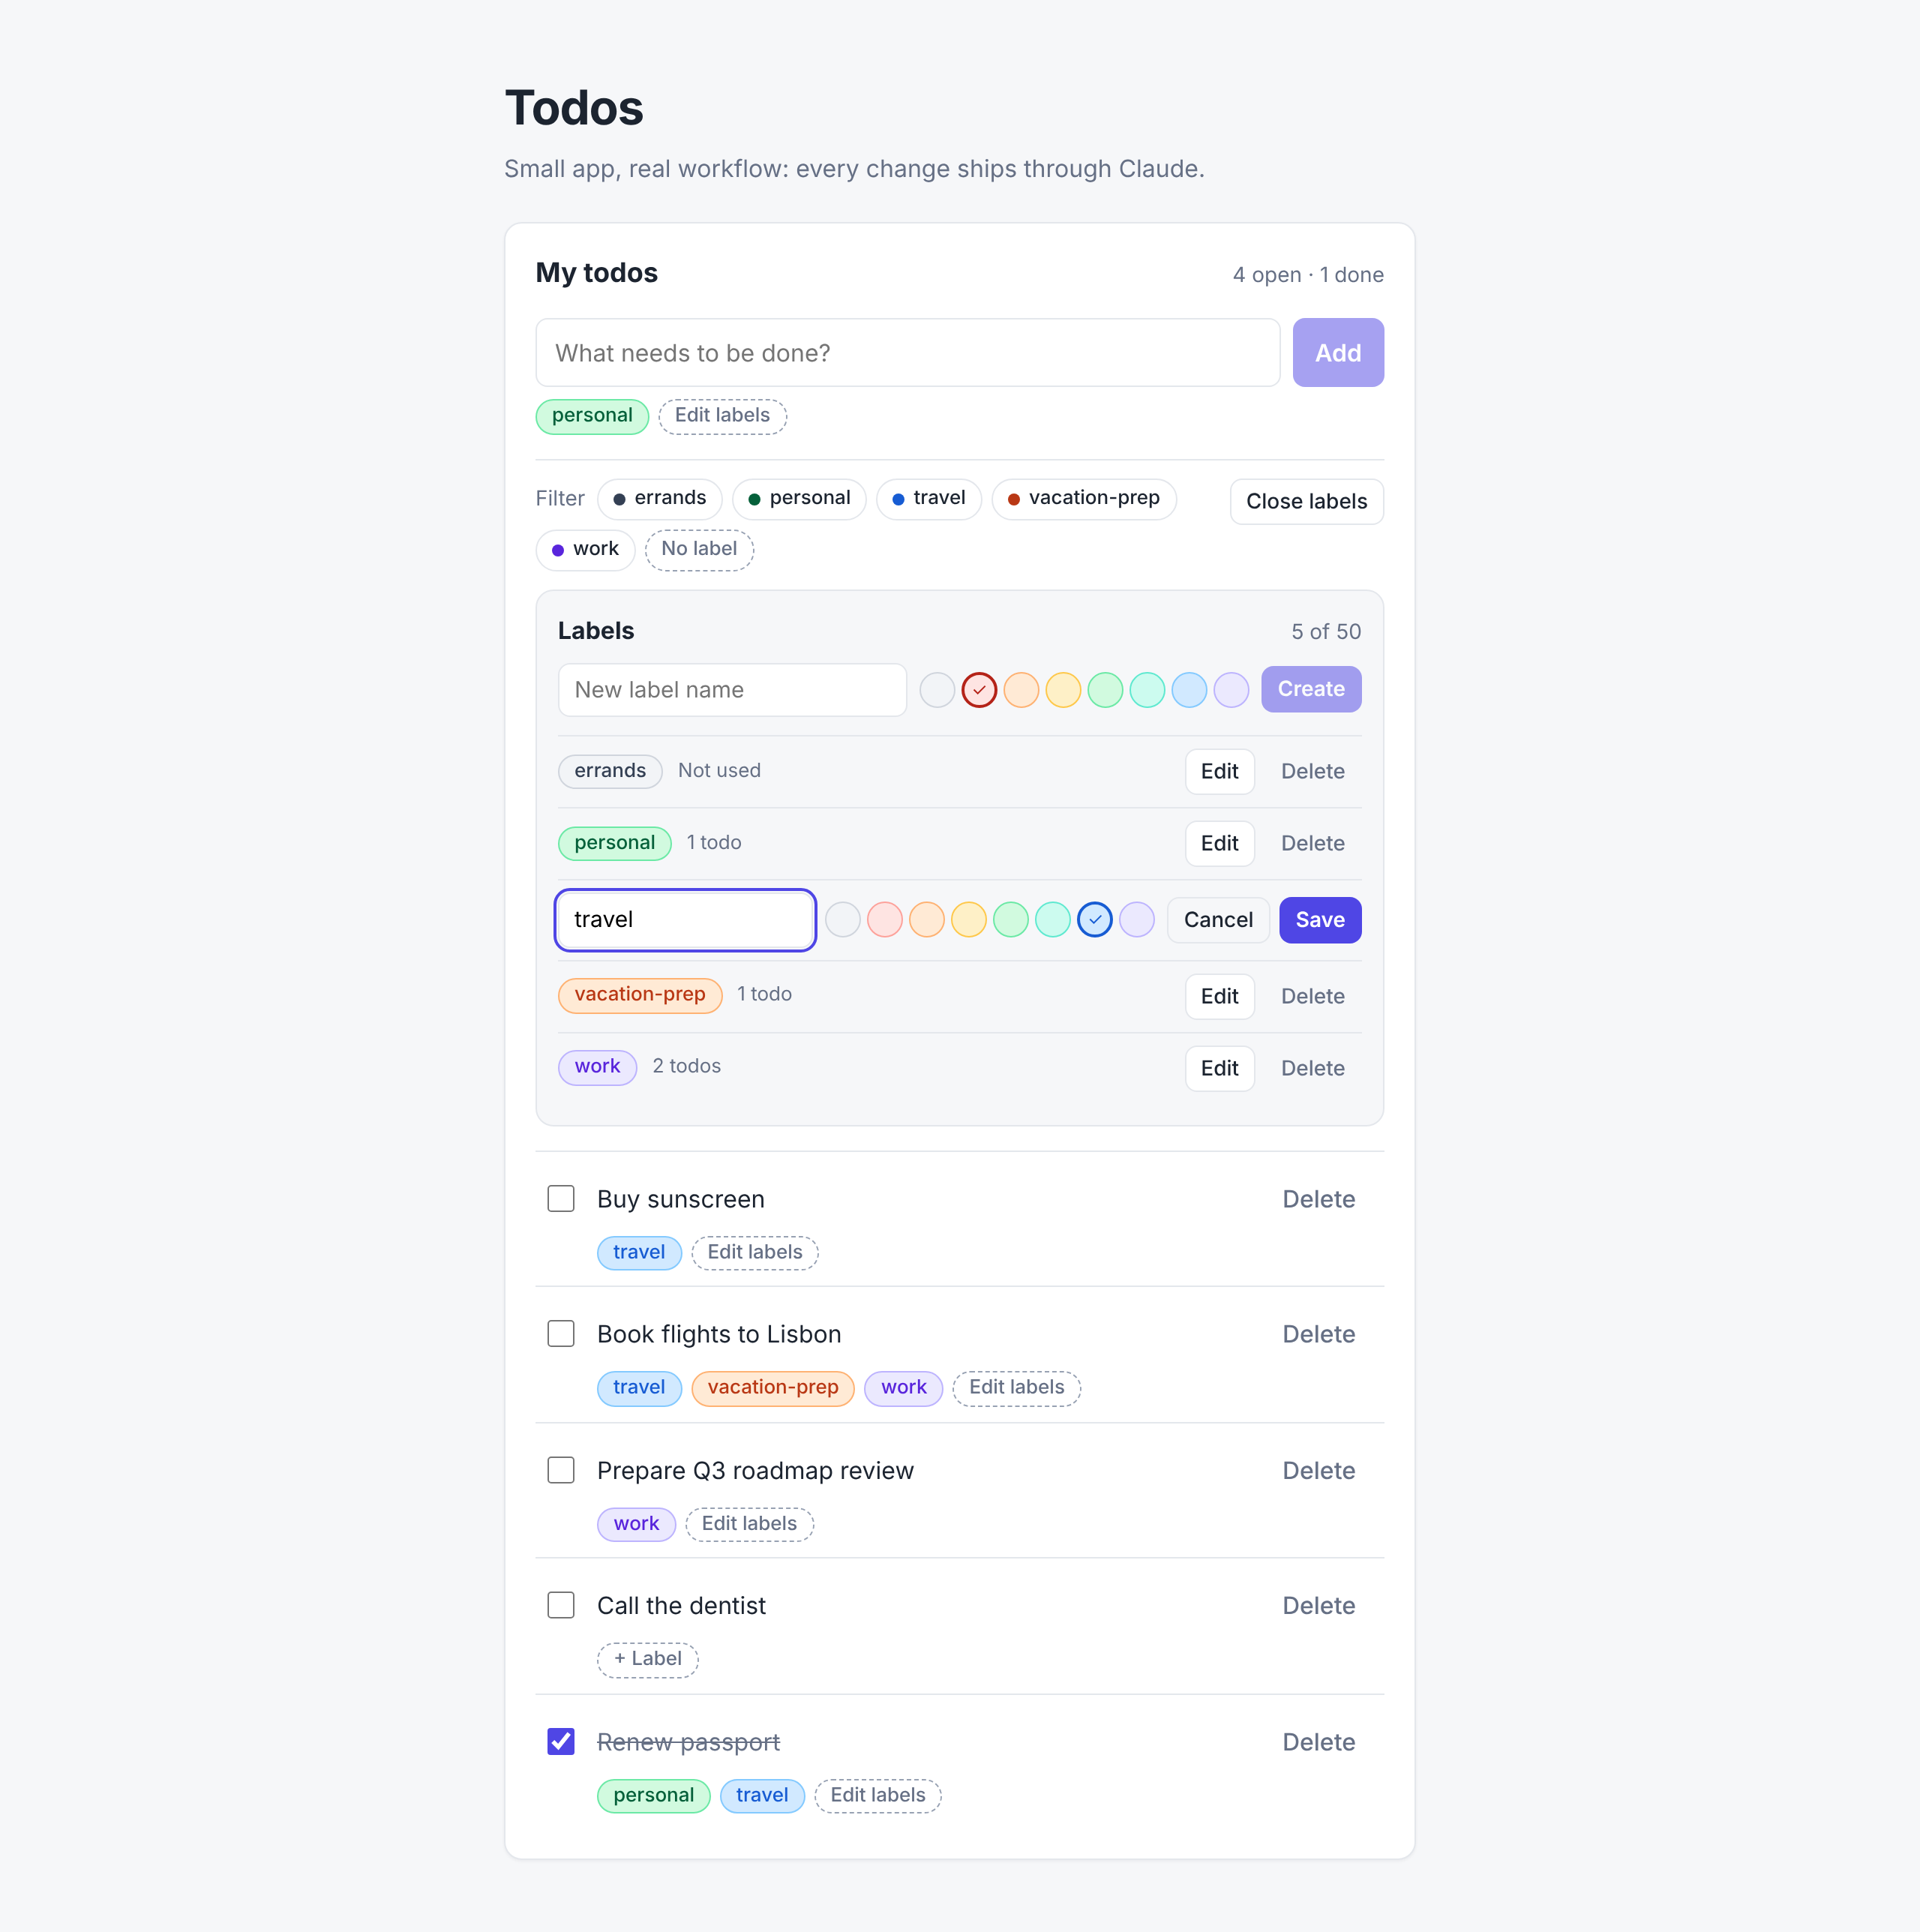 Todos
Small app, real workflow: every change ships through Claude.
My todos
4 open · 1 done
What needs to be done?
Add
personal
Edit labels
Filter
errands
personal
travel
vacation-prep
Close labels
work
No label
Labels
5 of 50
New label name
Create
errands
Not used
Edit
Delete
personal
1 todo
Edit
Delete
travel
Cancel
Save
vacation-prep
1 todo
Edit
Delete
work
2 todos
Edit
Delete
Buy sunscreen
Delete
travel
Edit labels
Book flights to Lisbon
Delete
travel
vacation-prep
work
Edit labels
Prepare Q3 roadmap review
Delete
work
Edit labels
Call the dentist
Delete
+ Label
Renew passport
Delete
personal
travel
Edit labels